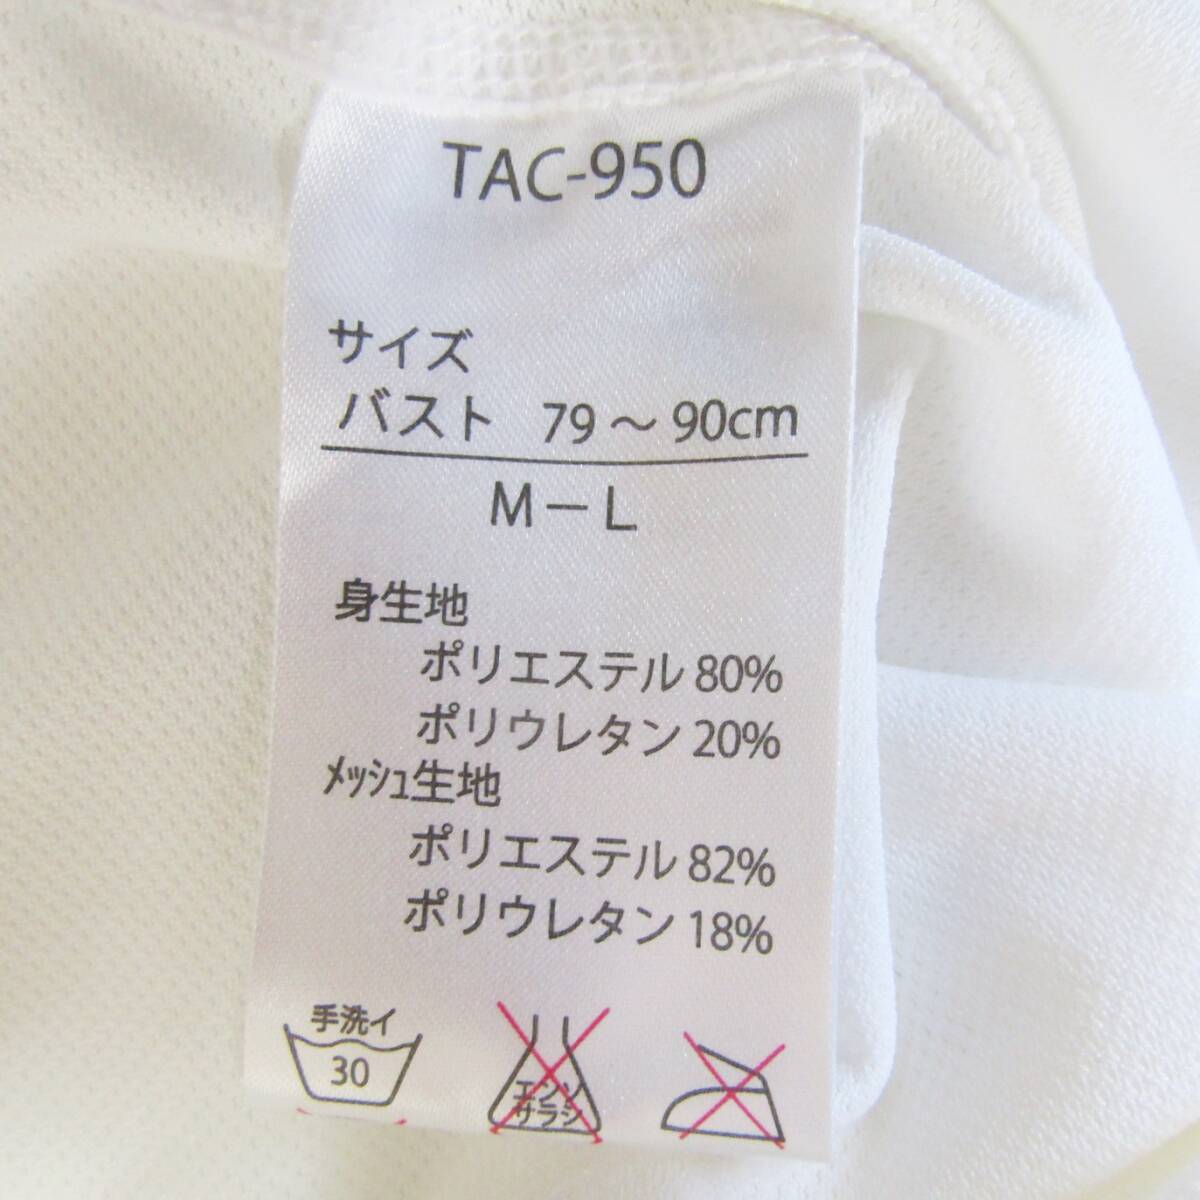 TAC-950
サイズ
バスト 79～90cm
M－L
身生地
ポリエステル 80%
ポリウレタン 20%
ﾒｯｼｭ生地
ポリエステル 82%
ポリウレタン 18%
手洗イ
30
エンソ
サラシ